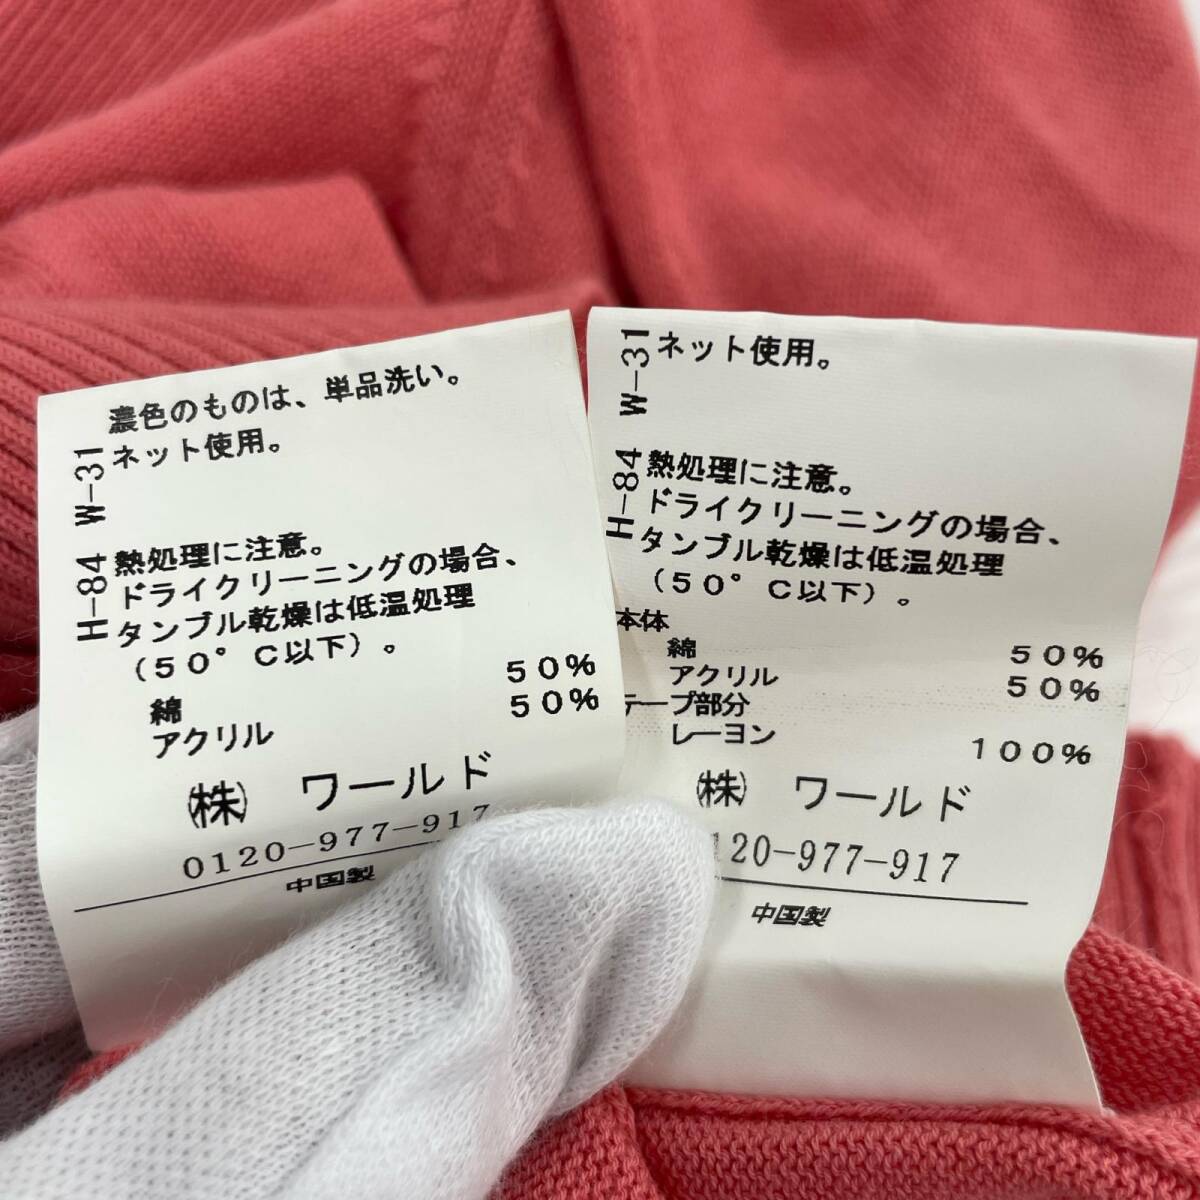 W-31
濃色のものは、単品洗い。
ネット使用。
H-84
熱処理に注意。
ドライクリーニングの場合、
タンブル乾燥は低温処理
(50°C以下)。
綿 50%
アクリル 50%
㈱ ワールド
0120-977-917
中国製
W-31
ネット使用。
H-84
熱処理に注意。
ドライクリーニングの場合、
タンブル乾燥は低温処理
(50°C以下)。
本体
綿 50%
アクリル 50%
テープ部分
レーヨン 100%
㈱ ワールド
120-977-917
中国製